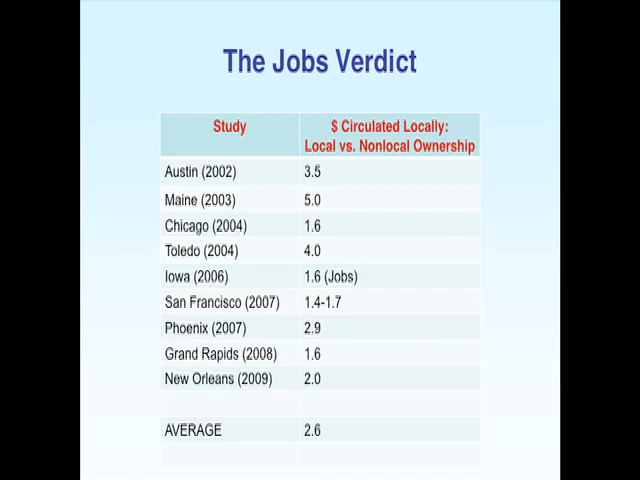 The Jobs Verdict
Study
$ Circulated Locally:
Local vs. Nonlocal Ownership
Austin (2002) 3.5
Maine (2003) 5.0
Chicago (2004) 1.6
Toledo (2004) 4.0
Iowa (2006) 1.6 (Jobs)
San Francisco (2007) 1.4-1.7
Phoenix (2007) 2.9
Grand Rapids (2008) 1.6
New Orleans (2009) 2.0
AVERAGE 2.6